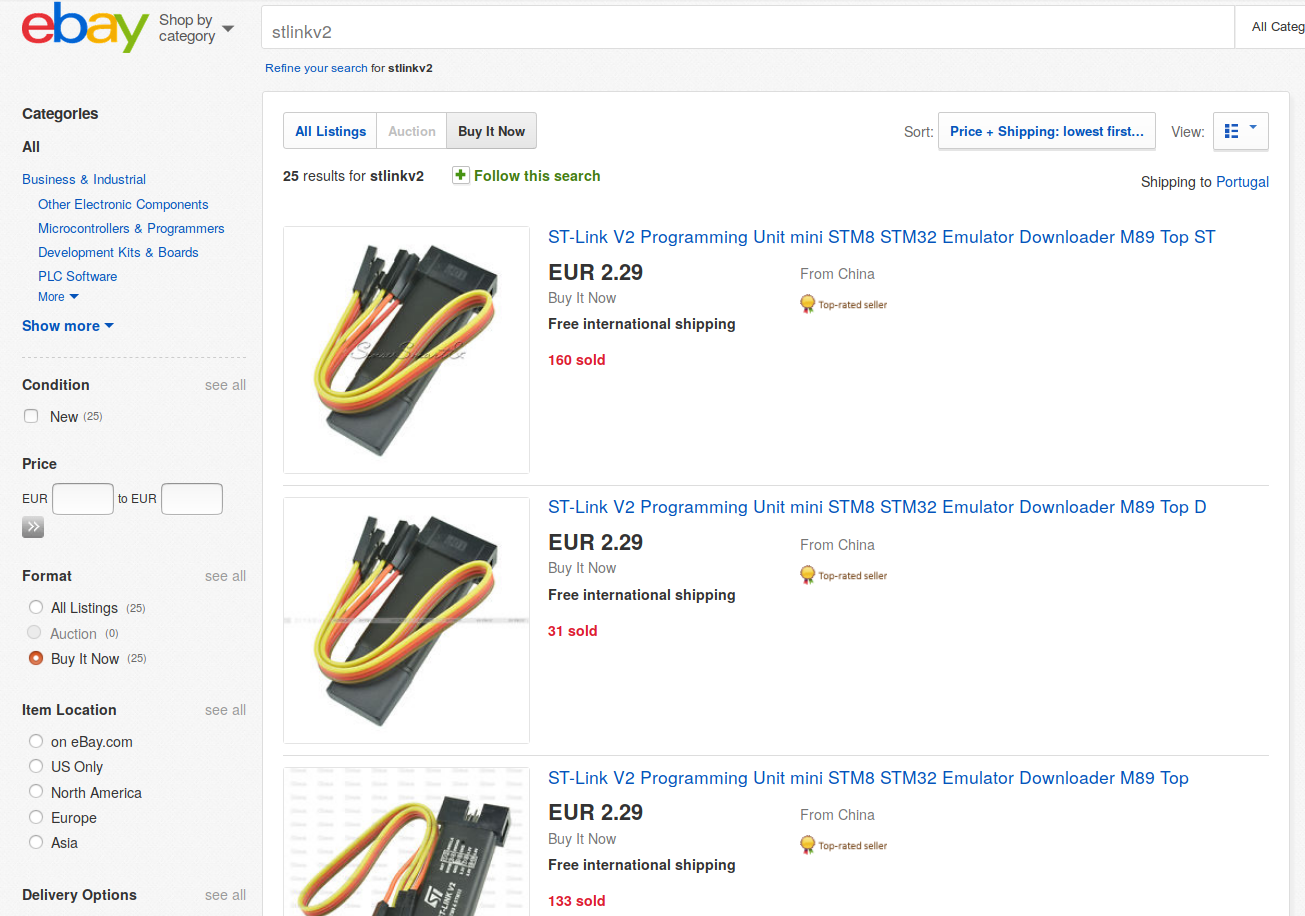 ebay
Shop by
category
stlinkv2
All Categ
Refine your search for stlinkv2
Categories
All
Business & Industrial
Other Electronic Components
Microcontrollers & Programmers
Development Kits & Boards
PLC Software
More
Show more
Condition see all
New (25)
Price
EUR to EUR
Format see all
All Listings (25)
Auction (0)
Buy It Now (25)
Item Location see all
on eBay.com
US Only
North America
Europe
Asia
Delivery Options see all
All Listings Auction Buy It Now
Sort: Price + Shipping: lowest first... View:
25 results for stlinkv2 Follow this search
Shipping to Portugal
ST-Link V2 Programming Unit mini STM8 STM32 Emulator Downloader M89 Top ST
EUR 2.29 From China
Buy It Now Top-rated seller
Free international shipping
160 sold
ST-Link V2 Programming Unit mini STM8 STM32 Emulator Downloader M89 Top D
EUR 2.29 From China
Buy It Now Top-rated seller
Free international shipping
31 sold
ST-Link V2 Programming Unit mini STM8 STM32 Emulator Downloader M89 Top
EUR 2.29 From China
Buy It Now Top-rated seller
Free international shipping
133 sold
ST-LINK V2